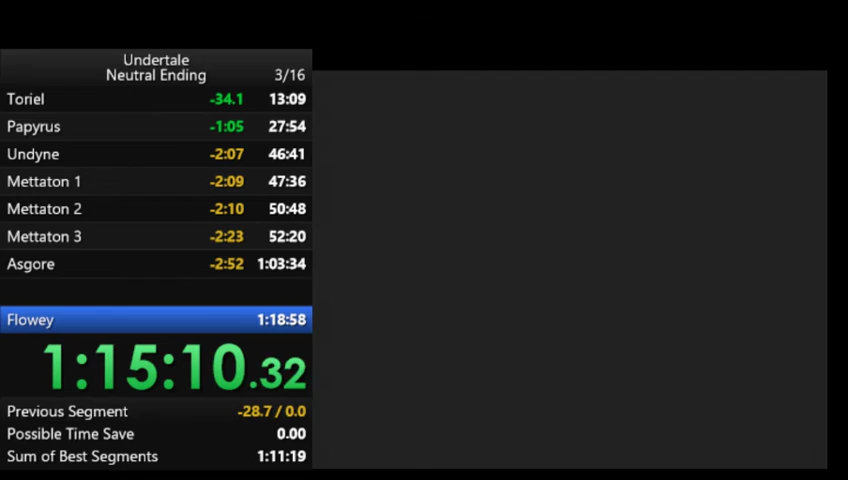 Undertale
Neutral Ending 3/16
Toriel -34.1 13:09
Papyrus -1:05 27:54
Undyne -2:07 46:41
Mettaton 1 -2:09 47:36
Mettaton 2 -2:10 50:48
Mettaton 3 -2:23 52:20
Asgore -2:52 1:03:34
Flowey 1:18:58
1:15:10.32
Previous Segment -28.7 / 0.0
Possible Time Save 0.00
Sum of Best Segments 1:11:19